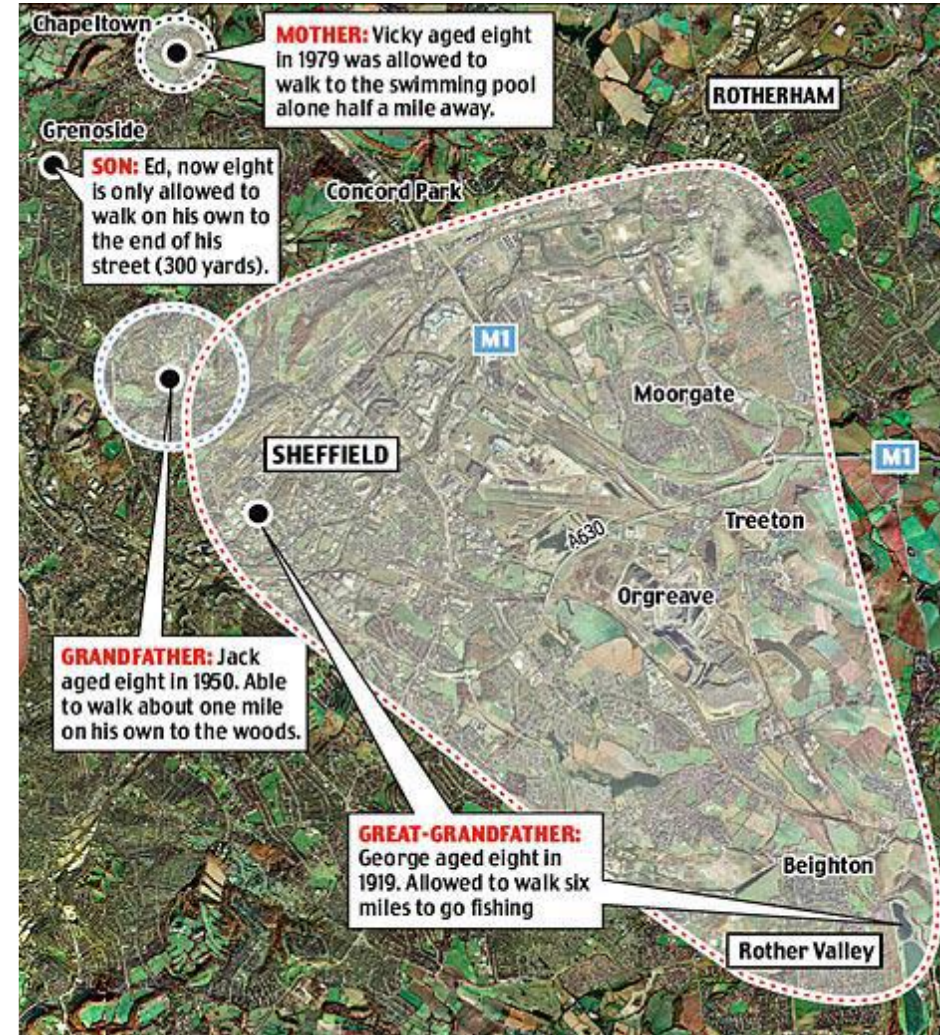 Chapeltown
MOTHER: Vicky aged eight
in 1979 was allowed to
walk to the swimming pool
alone half a mile away.
ROTHERHAM
Grenoside
SON: Ed, now eight
is only allowed to
walk on his own to
the end of his
street (300 yards).
Concord Park
M1
Moorgate
SHEFFIELD
M1
Treeton
A630
Orgreave
GRANDFATHER: Jack
aged eight in 1950. Able
to walk about one mile
on his own to the woods.
GREAT-GRANDFATHER:
George aged eight in
1919. Allowed to walk six
miles to go fishing
Beighton
Rother Valley